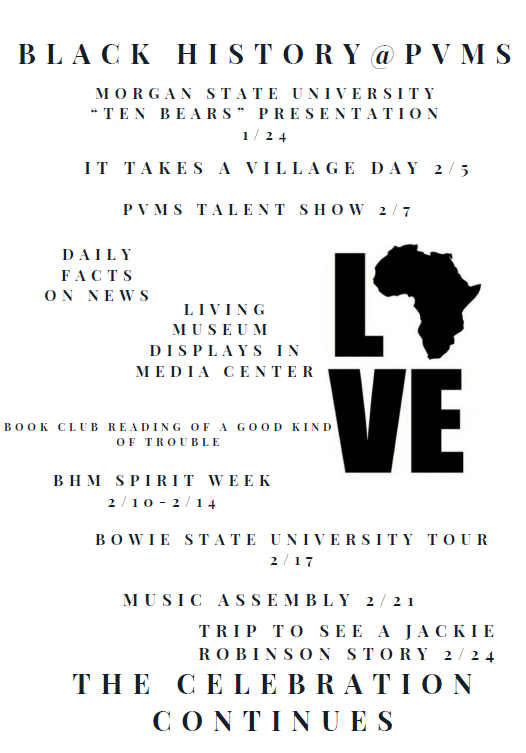 BLACK HISTORY@PVMS
MORGAN STATE UNIVERSITY
“TEN BEARS” PRESENTATION
1/24
IT TAKES A VILLAGE DAY 2/5
PVMS TALENT SHOW 2/7
DAILY
FACTS
ON NEWS
LIVING
MUSEUM
DISPLAYS IN
MEDIA CENTER
L
VE
BOOK CLUB READING OF A GOOD KIND
OF TROUBLE
BHM SPIRIT WEEK
2/10-2/14
BOWIE STATE UNIVERSITY TOUR
2/17
MUSIC ASSEMBLY 2/21
TRIP TO SEE A JACKIE
ROBINSON STORY 2/24
THE CELEBRATION
CONTINUES